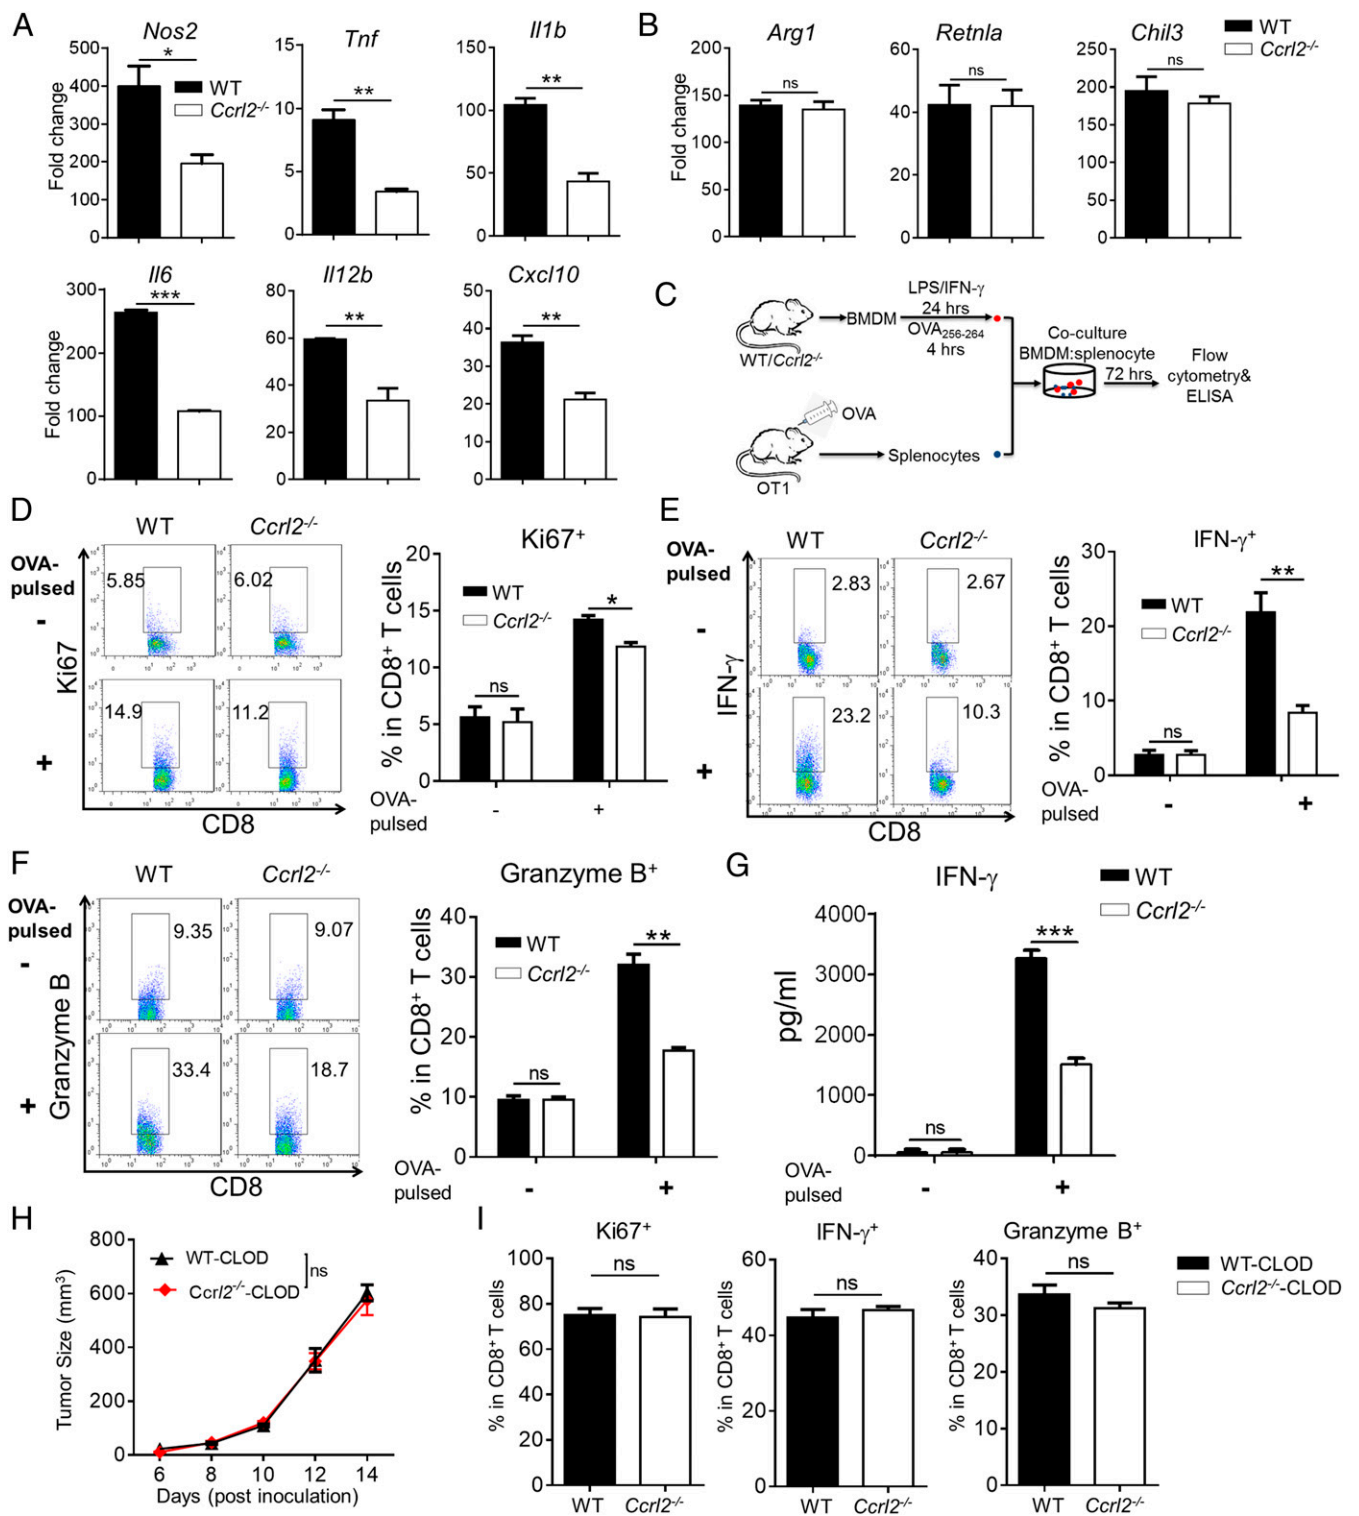 A
Nos2
500
400
300
200
100
0
Fold change
*
WT
Ccrl2-/-
Tnf
15
10
5
0
**
Il1b
150
100
50
0
**
B
Arg1
200
150
100
50
0
Fold change
ns
Retnla
60
40
20
0
ns
Chil3
250
200
150
100
50
0
ns
WT
Ccrl2-/-
Il6
300
200
100
0
Fold change
***
Il12b
80
60
40
20
0
**
Cxcl10
50
40
30
20
10
0
**
C
WT/Ccrl2-/-
BMDM
LPS/IFN-γ
24 hrs
OVA256-264
4 hrs
OVA
OT1
Splenocytes
Co-culture
BMDM:splenocyte
72 hrs
Flow
cytometry&
ELISA
D
WT
Ccrl2-/-
OVA-
pulsed
-
+
Ki67
5.85
6.02
14.9
11.2
CD8
Ki67+
20
15
10
5
0
% in CD8+ T cells
WT
Ccrl2-/-
ns
*
OVA-
pulsed
-
+
E
WT
Ccrl2-/-
OVA-
pulsed
-
+
IFN-γ
2.83
2.67
23.2
10.3
CD8
IFN-γ+
30
20
10
0
% in CD8+ T cells
WT
Ccrl2-/-
ns
**
OVA-
pulsed
-
+
F
WT
Ccrl2-/-
OVA-
pulsed
-
+
Granzyme B
9.35
9.07
33.4
18.7
CD8
Granzyme B+
40
30
20
10
0
% in CD8+ T cells
WT
Ccrl2-/-
ns
**
OVA-
pulsed
-
+
G
IFN-γ
WT
Ccrl2-/-
4000
3000
2000
1000
0
pg/ml
ns
***
OVA-
pulsed
-
+
H
800
600
400
200
0
Tumor Size (mm3)
WT-CLOD
Ccrl2-/--CLOD
ns
6 8 10 12 14
Days (post inoculation)
I
Ki67+
100
80
60
40
20
0
% in CD8+ T cells
ns
WT Ccrl2-/-
IFN-γ+
60
40
20
0
% in CD8+ T cells
ns
WT Ccrl2-/-
Granzyme B+
40
30
20
10
0
% in CD8+ T cells
ns
WT Ccrl2-/-
WT-CLOD
Ccrl2-/--CLOD